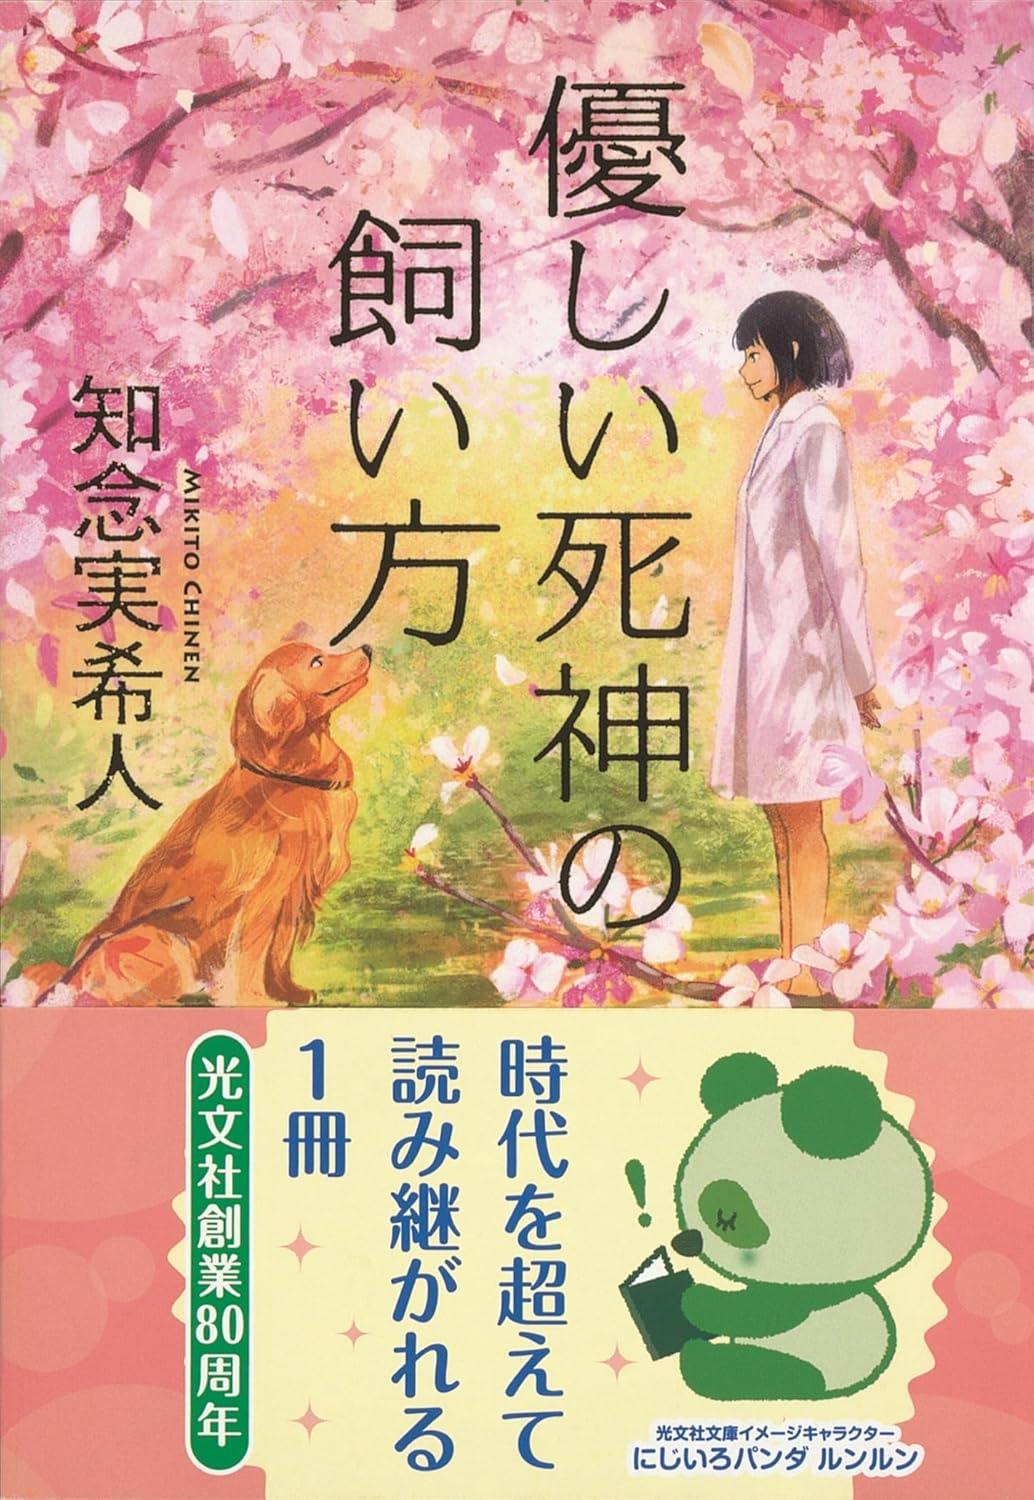 優しい死神の
飼い方
知念実希人
MIKITO CHINEN
時代を超えて
読み継がれる
1冊
光文社創業80周年
!
光文社文庫イメージキャラクター
にじいろパンダ ルンルン